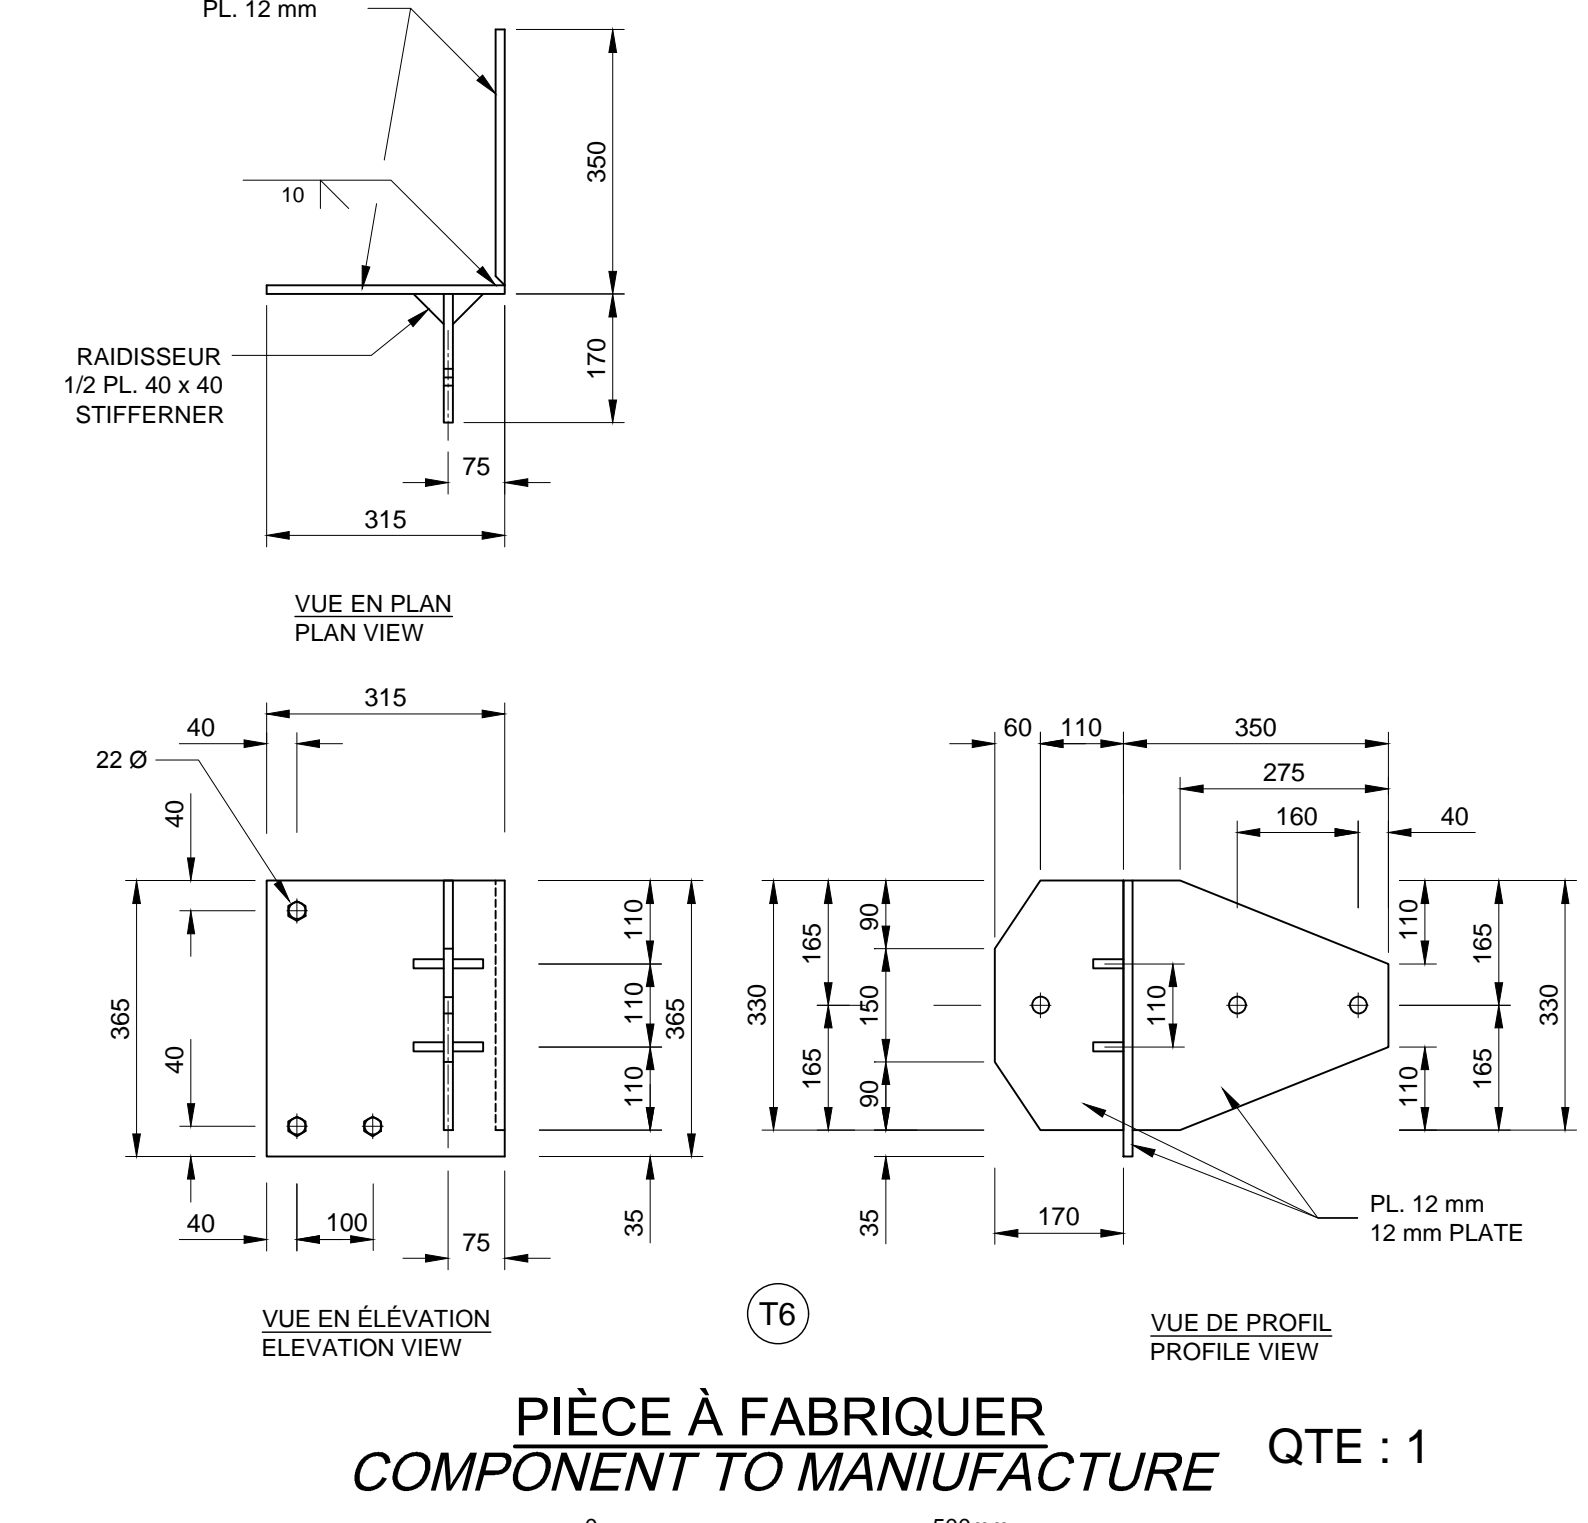 PL. 12 mm
350
10
RAIDISSEUR
1/2 PL. 40 x 40
STIFFERNER
170
75
315
VUE EN PLAN
PLAN VIEW
315
40
22 Ø
40
365
40
40
100
75
110
110
110
365
35
VUE EN ÉLÉVATION
ELEVATION VIEW
60
110
350
275
160
40
330
165
165
90
150
90
35
110
110
110
165
165
330
170
PL. 12 mm
12 mm PLATE
T6
VUE DE PROFIL
PROFILE VIEW
PIÈCE À FABRIQUER
COMPONENT TO MANIUFACTURE
QTE : 1